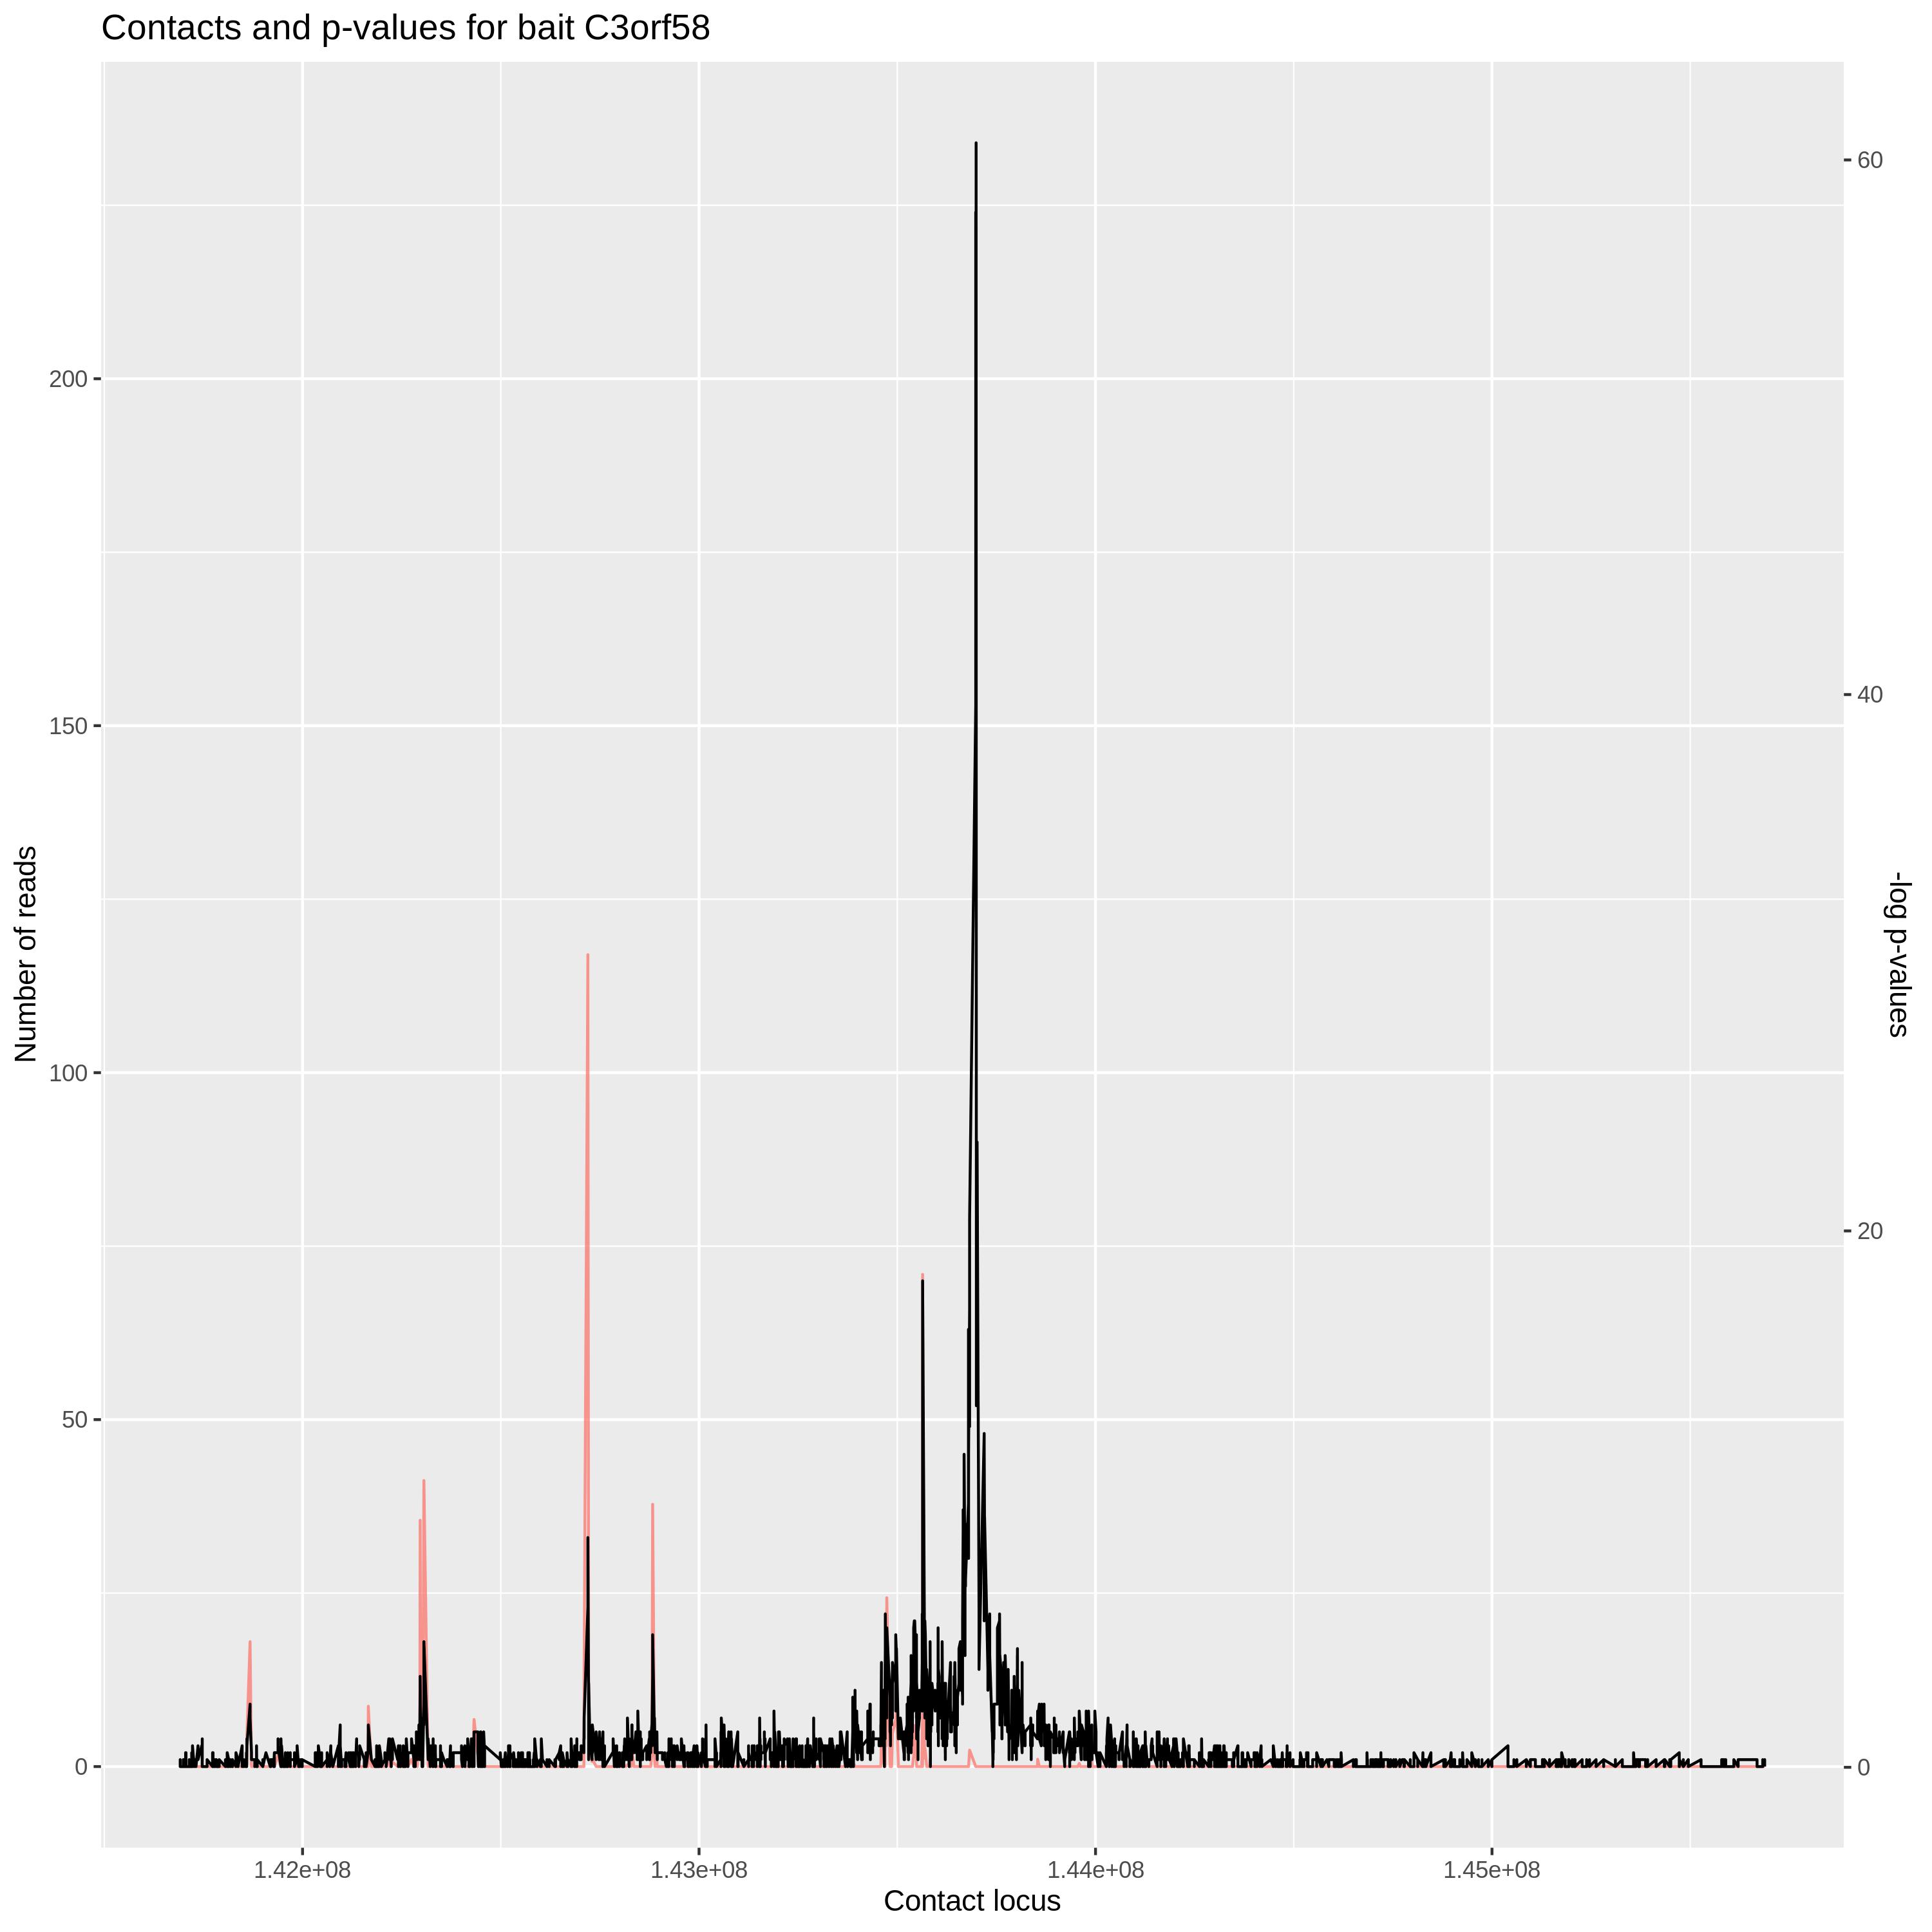 Contacts and p-values for bait C3orf58
60
200
40
150
Number of reads
-log p-values
100
20
50
0
0
1.42e+08 1.43e+08 1.44e+08 1.45e+08
Contact locus